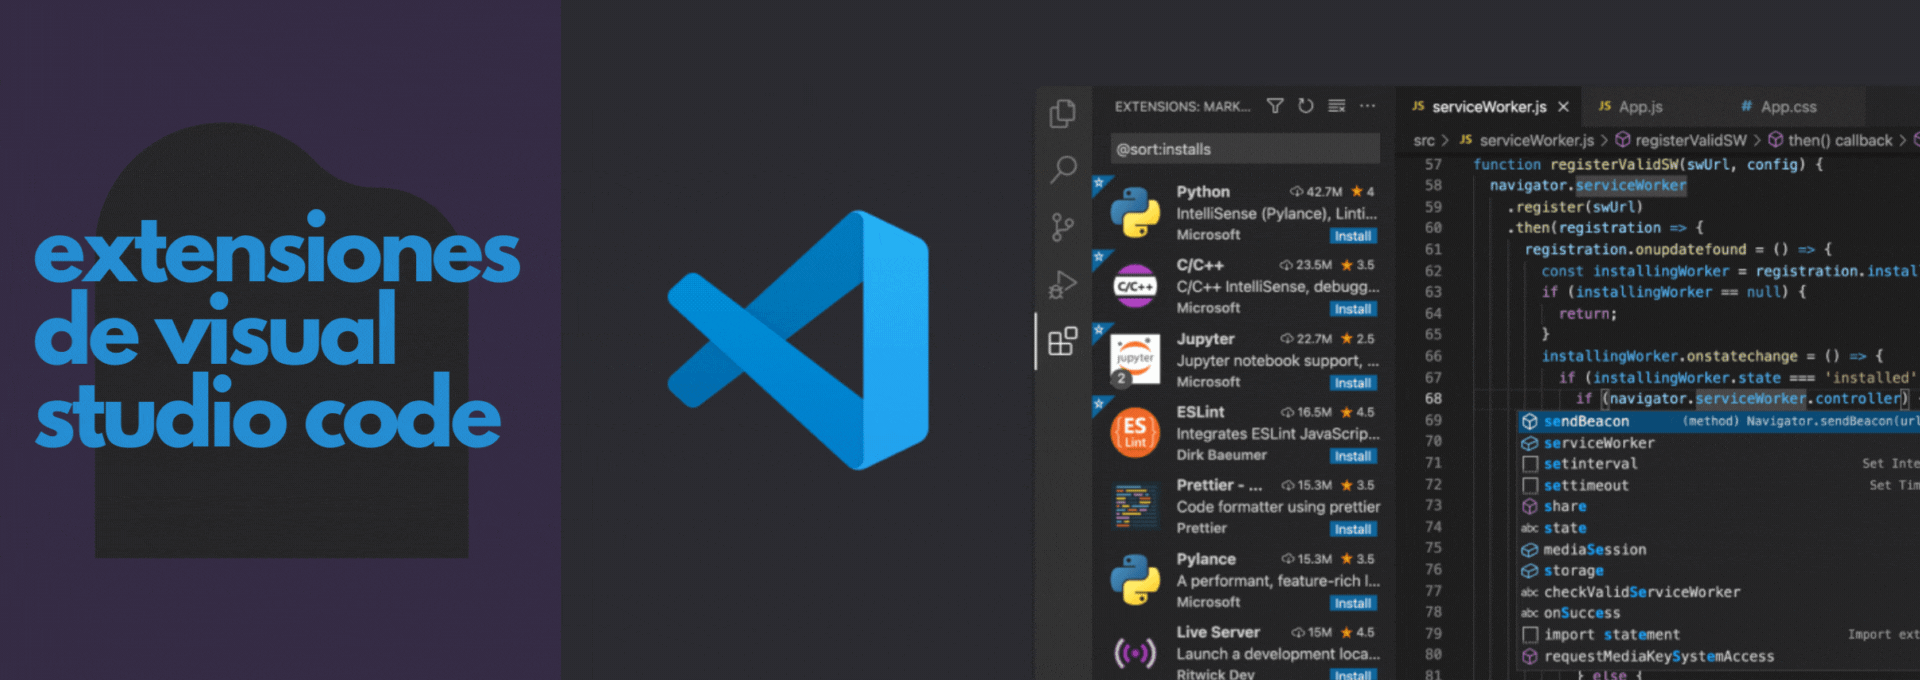 extensiones
de visual
studio code
EXTENSIONS: MARK...
@sort:installs
Python 42.7M ★ 4
IntelliSense (Pylance), Linti...
Microsoft Install
C/C++ 23.5M ★ 3.5
C/C++
C/C++ IntelliSense, debugg...
Microsoft Install
Jupyter 22.7M ★ 2.5
jupyter
Jupyter notebook support, ...
2
Microsoft Install
ESLint 16.5M ★ 4.5
{ES
Lint}
Integrates ESLint JavaScrip...
Dirk Baeumer Install
Prettier - ... 15.3M ★ 3.5
Code formatter using prettier
Prettier Install
Pylance 15.3M ★ 3.5
A performant, feature-rich l...
Microsoft Install
Live Server 15M ★ 4.5
Launch a development loca...
Ritwick Dev Install
JS serviceWorker.js × JS App.js # App.css
src > JS serviceWorker.js > registerValidSW > then() callback >
57 function registerValidSW(swUrl, config) {
58 navigator.serviceWorker
59 .register(swUrl)
60 .then(registration => {
61 registration.onupdatefound = () => {
62 const installingWorker = registration.instal
63 if (installingWorker == null) {
64 return;
65 }
66 installingWorker.onstatechange = () => {
67 if (installingWorker.state === 'installed'
68 if (navigator.serviceWorker.controller)
69 sendBeacon (method) Navigator.sendBeacon(url
70 serviceWorker
71 setinterval Set Inte
72 settimeout Set Tim
73 share
74 abc state
75 mediaSession
76 storage
77 abc checkValidServiceWorker
78 abc onSuccess
79 import statement Import ext
80 requestMediaKeySystemAccess
81 } else {